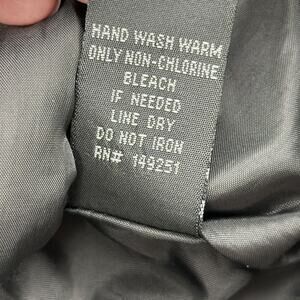 HAND WASH WARM
ONLY NON-CHLORINE
BLEACH
IF NEEDED
LINE DRY
DO NOT IRON
RN# 149251